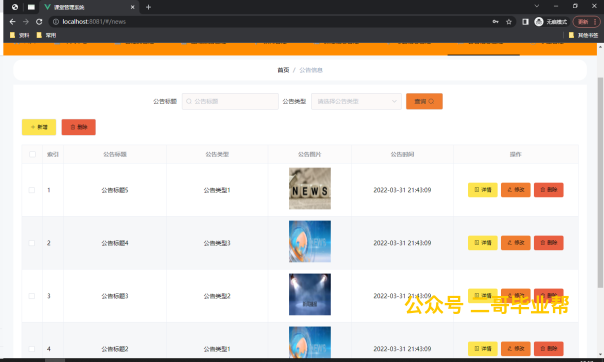 课堂管理系统
localhost:8081/#/news
无痕模式
更新
资料
常用
其他书签
首页 / 公告信息
公告标题 公告标题 公告类型 请选择公告类型 查询
新增 删除
索引 公告标题 公告类型 公告图片 公告时间 操作
1 公告标题5 公告类型1 NEWS 2022-03-31 21:43:09 详情 修改 删除
2 公告标题4 公告类型3 2022-03-31 21:43:09 详情 修改 删除
3 公告标题3 公告类型2 2022-03-31 21:43:09 详情 修改 删除
公众号 二哥毕业帮
4 公告标题2 公告类型1 2022-03-31 21:43:09 详情 修改 删除